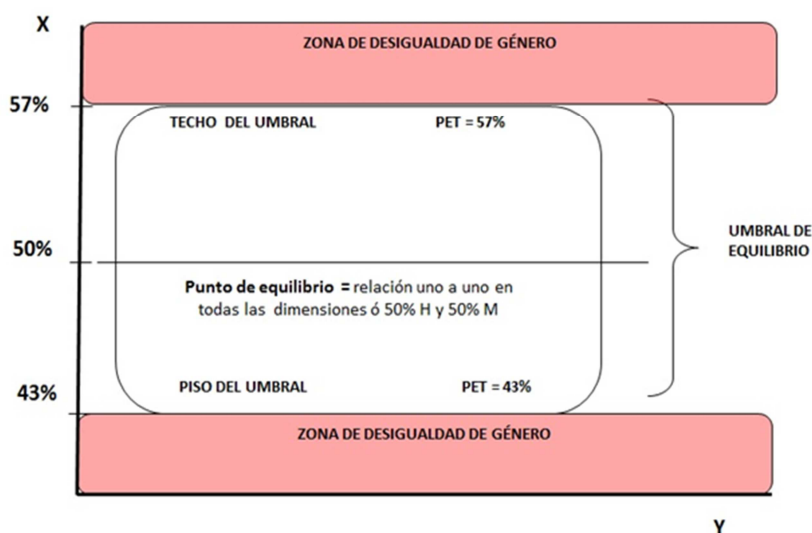 X
ZONA DE DESIGUALDAD DE GÉNERO
57%
TECHO DEL UMBRAL PET = 57%
50%
UMBRAL DE
EQUILIBRIO
Punto de equilibrio = relación uno a uno en
todas las dimensiones ó 50% H y 50% M
43%
PISO DEL UMBRAL PET = 43%
ZONA DE DESIGUALDAD DE GÉNERO
Y